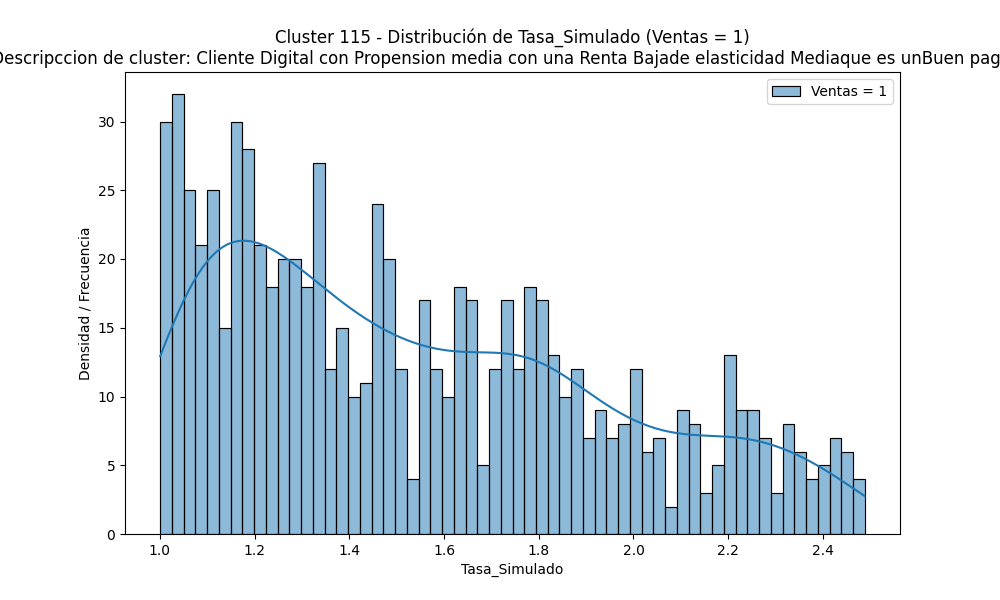 Cluster 115 - Distribución de Tasa_Simulado (Ventas = 1)
Descripccion de cluster: Cliente Digital con Propension media con una Renta Bajade elasticidad Mediaque es unBuen pag
Ventas = 1
Densidad / Frecuencia
30
25
20
15
10
5
0
1.0 1.2 1.4 1.6 1.8 2.0 2.2 2.4
Tasa_Simulado